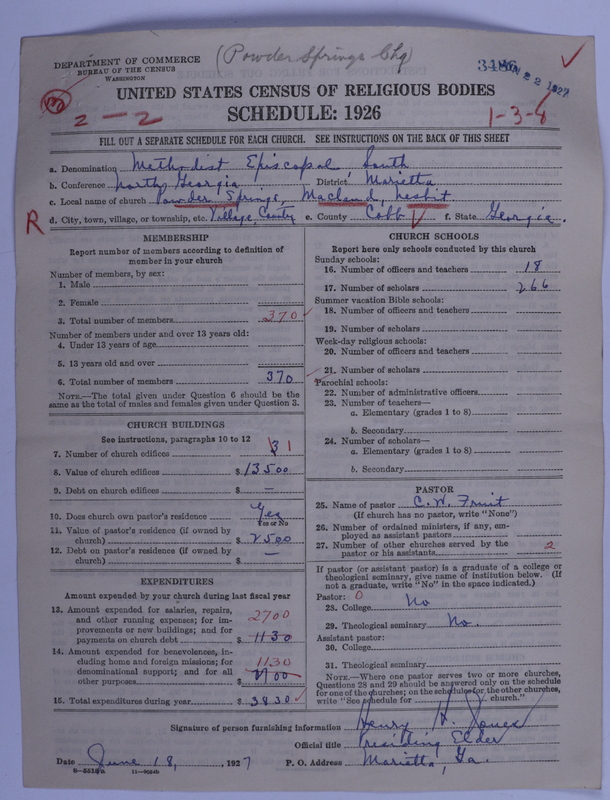 (Powder Springs Chg)
DEPARTMENT OF COMMERCE
BUREAU OF THE CENSUS
WASHINGTON
3486
22 1927
2 — 2
1-3-8
UNITED STATES CENSUS OF RELIGIOUS BODIES
SCHEDULE: 1926
FILL OUT A SEPARATE SCHEDULE FOR EACH CHURCH. SEE INSTRUCTIONS ON THE BACK OF THIS SHEET
a. Denomination Methodist Episcopal South
b. Conference North Georgia District Marietta
c. Local name of church Powder Springs, Macland, Nesbit
R
d. City, town, village, or township, etc. Village, Country e. County Cobb f. State Georgia.
MEMBERSHIP
Report number of members according to definition of member in your church
Number of members, by sex:
1. Male
2. Female
3. Total number of members 370
Number of members under and over 13 years old:
4. Under 13 years of age
5. 13 years old and over
6. Total number of members 370
NOTE.—The total given under Question 6 should be the
same as the total of males and females given under Question 3.
CHURCH BUILDINGS
See instructions, paragraphs 10 to 12
7. Number of church edifices 3 1
8. Value of church edifices $13500
9. Debt on church edifices $ —
10. Does church own pastor's residence Yes
Yes or No
11. Value of pastor's residence (if owned by
church) $2500
12. Debt on pastor's residence (if owned by
church) $ —
EXPENDITURES
Amount expended by your church during last fiscal year
13. Amount expended for salaries, repairs,
and other running expenses; for im-
provements or new buildings; and for
payments on church debt 2700 $1130
14. Amount expended for benevolences, in-
cluding home and foreign missions; for
denominational support; and for all
other purposes 1130 2700
15. Total expenditures during year $3830
CHURCH SCHOOLS
Report here only schools conducted by this church
Sunday schools:
16. Number of officers and teachers 18
17. Number of scholars 266
Summer vacation Bible schools:
18. Number of officers and teachers
19. Number of scholars
Week-day religious schools:
20. Number of officers and teachers
21. Number of scholars
Parochial schools:
22. Number of administrative officers
23. Number of teachers—
a. Elementary (grades 1 to 8)
b. Secondary
24. Number of scholars—
a. Elementary (grades 1 to 8)
b. Secondary
PASTOR
25. Name of pastor C. W. Fruit
(If church has no pastor, write "None")
26. Number of ordained ministers, if any, em-
ployed as assistant pastors
27. Number of other churches served by the
pastor or his assistants 2
If pastor (or assistant pastor) is a graduate of a college or
theological seminary, give name of institution below. (If
not a graduate, write "No" in the space indicated.)
Pastor: 0
28. College No
29. Theological seminary No.
Assistant pastor:
30. College
31. Theological seminary
NOTE.—Where one pastor serves two or more churches,
Questions 28 and 29 should be answered only on the schedule
for one of the churches; on the schedules for the other churches,
write "See schedule for church."
Signature of person furnishing information Henry H. Jones
Official title Presiding Elder
Date June 18, 1927 P. O. Address Marietta, Ga.